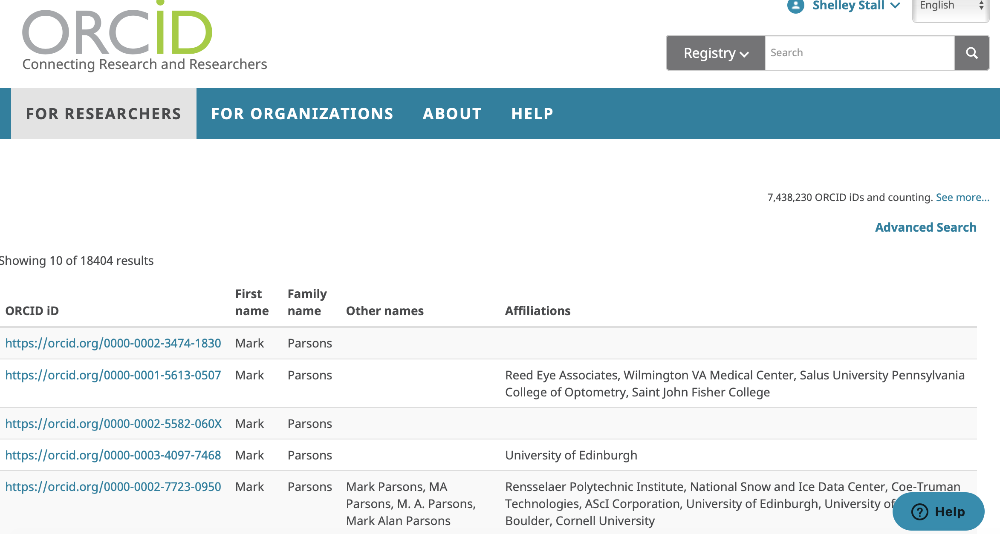 Shelley Stall
English
ORCID
Connecting Research and Researchers
Registry
Search
FOR RESEARCHERS FOR ORGANIZATIONS ABOUT HELP
7,438,230 ORCID iDs and counting. See more...
Advanced Search
Showing 10 of 18404 results
ORCID iD First name Family name Other names Affiliations
https://orcid.org/0000-0002-3474-1830 Mark Parsons
https://orcid.org/0000-0001-5613-0507 Mark Parsons Reed Eye Associates, Wilmington VA Medical Center, Salus University Pennsylvania
College of Optometry, Saint John Fisher College
https://orcid.org/0000-0002-5582-060X Mark Parsons
https://orcid.org/0000-0003-4097-7468 Mark Parsons University of Edinburgh
https://orcid.org/0000-0002-7723-0950 Mark Parsons Mark Parsons, MA Rensselaer Polytechnic Institute, National Snow and Ice Data Center, Coe-Truman
Parsons, M. A. Parsons, Technologies, AScI Corporation, University of Edinburgh, University of
Mark Alan Parsons Boulder, Cornell University
? Help